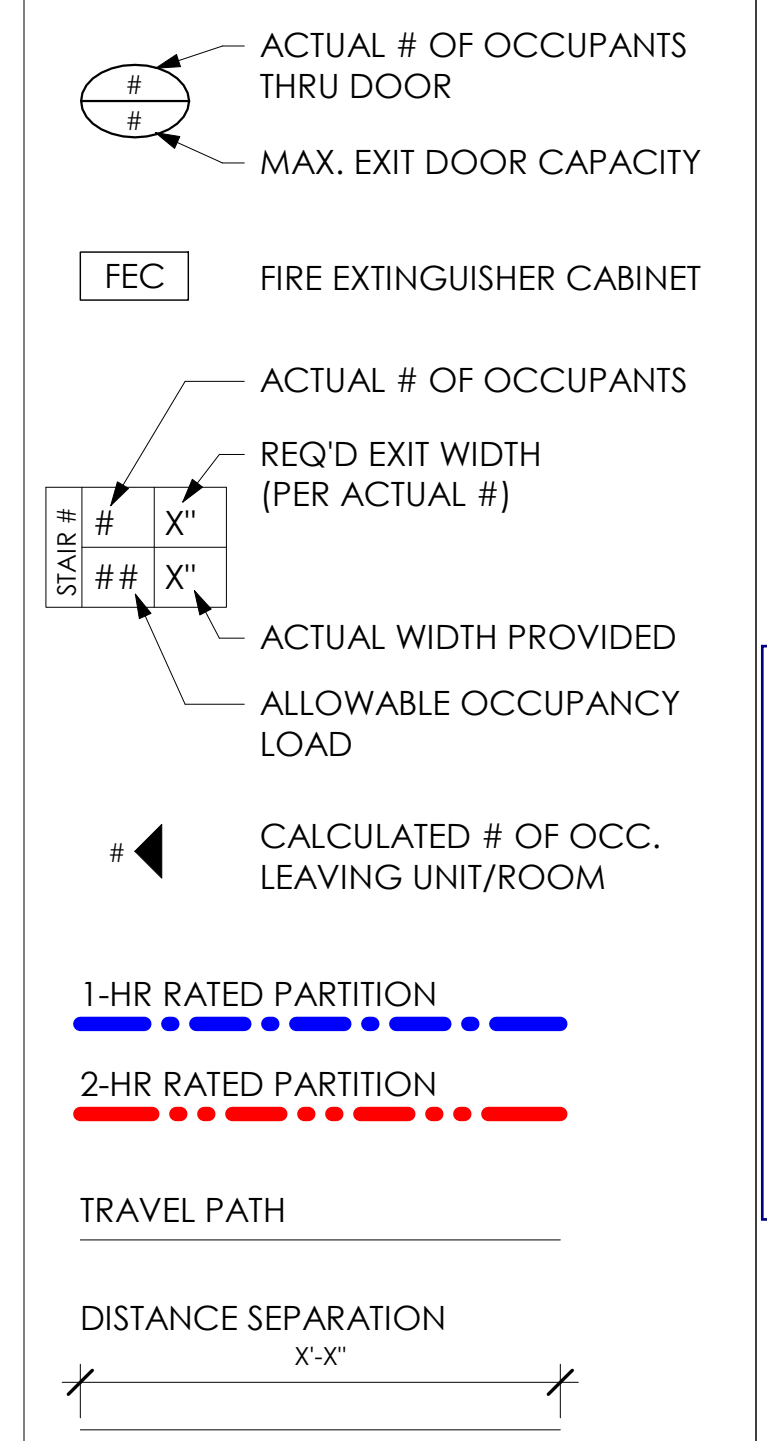 ACTUAL # OF OCCUPANTS
THRU DOOR
#
#
MAX. EXIT DOOR CAPACITY
FEC
FIRE EXTINGUISHER CABINET
ACTUAL # OF OCCUPANTS
REQ'D EXIT WIDTH
(PER ACTUAL #)
STAIR #
# X"
## X"
ACTUAL WIDTH PROVIDED
ALLOWABLE OCCUPANCY
LOAD
#
CALCULATED # OF OCC.
LEAVING UNIT/ROOM
1-HR RATED PARTITION
2-HR RATED PARTITION
TRAVEL PATH
DISTANCE SEPARATION
X'-X"